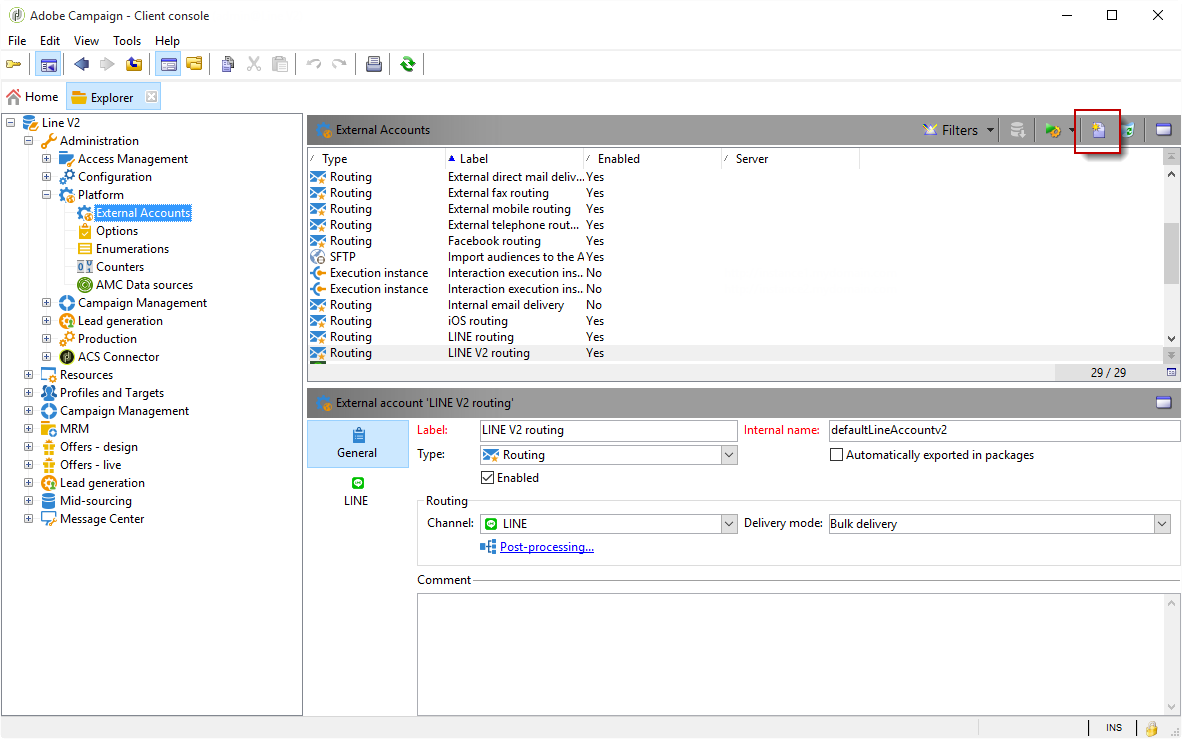 Adobe Campaign - Client console
File Edit View Tools Help
Home Explorer
Line V2
Administration
Access Management
Configuration
Platform
External Accounts
Options
Enumerations
Counters
AMC Data sources
Campaign Management
Lead generation
Production
ACS Connector
Resources
Profiles and Targets
Campaign Management
MRM
Offers - design
Offers - live
Lead generation
Mid-sourcing
Message Center
External Accounts Filters
Type Label Enabled Server
Routing External direct mail deliv... Yes
Routing External fax routing Yes
Routing External mobile routing Yes
Routing External telephone rout... Yes
Routing Facebook routing Yes
SFTP Import audiences to the A Yes
Execution instance Interaction execution ins... No
Execution instance Interaction execution ins... No
Routing Internal email delivery No
Routing iOS routing Yes
Routing LINE routing Yes
Routing LINE V2 routing Yes
29 / 29
External account 'LINE V2 routing'
General
LINE
Label: LINE V2 routing Internal name: defaultLineAccountv2
Type: Routing Automatically exported in packages
Enabled
Routing
Channel: LINE Delivery mode: Bulk delivery
Post-processing...
Comment
INS